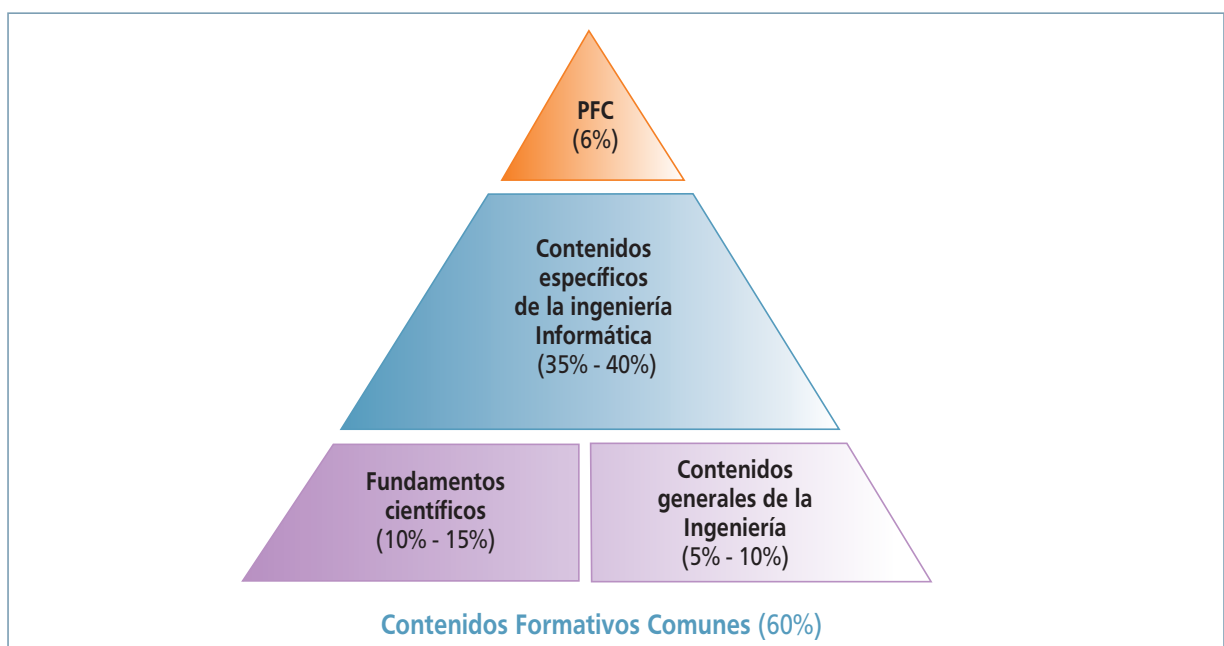 PFC
(6%)
Contenidos
específicos
de la ingeniería
Informática
(35% - 40%)
Fundamentos
científicos
(10% - 15%)
Contenidos
generales de la
Ingeniería
(5% - 10%)
Contenidos Formativos Comunes (60%)